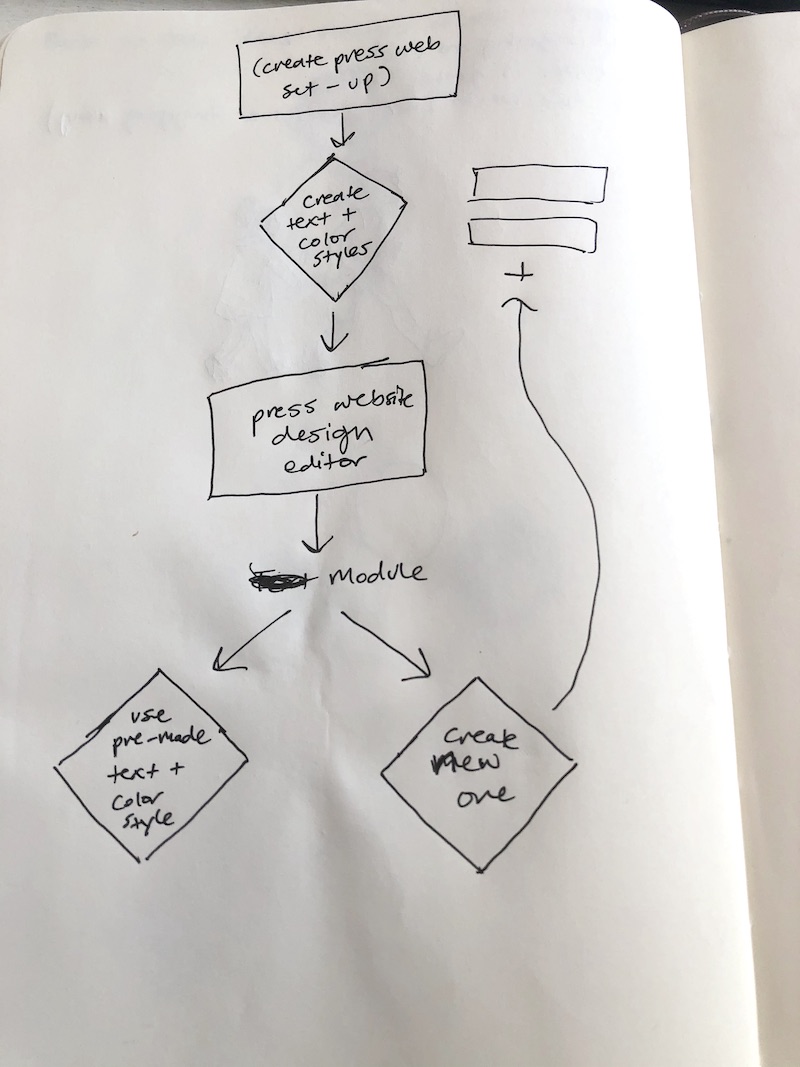 (create press web
set-up)
create
text +
color
styles
+
press website
design
editor
module
use
pre-made
text +
color
style
create
new
one